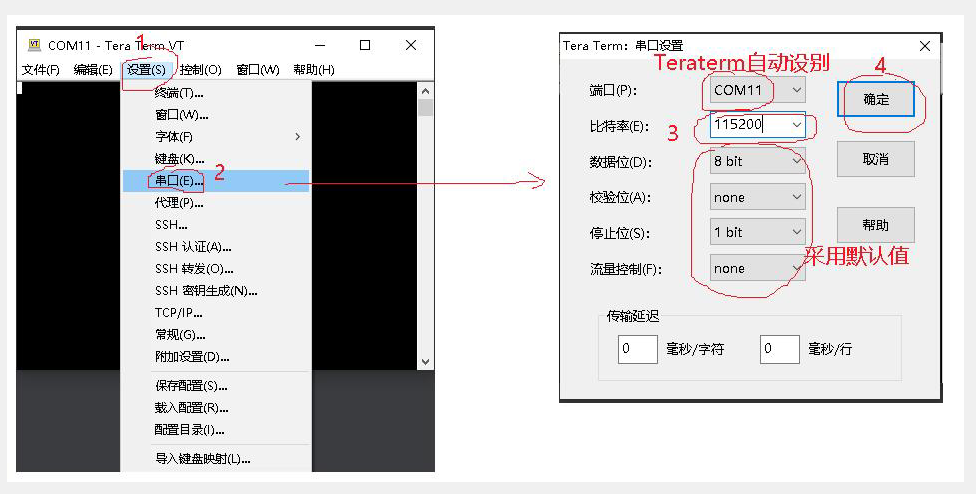 1
COM11 - Tera Term VT
文件(F) 编辑(E) 设置(S) 控制(O) 窗口(W) 帮助(H)
终端(T)...
窗口(W)...
字体(F)
键盘(K)...
2
串口(E)...
代理(P)...
SSH...
SSH 认证(A)...
SSH 转发(O)...
SSH 密钥生成(N)...
TCP/IP...
常规(G)...
附加设置(D)...
保存配置(S)...
载入配置(R)...
配置目录(I)...
导入键盘映射(L)...
Tera Term：串口设置
Teraterm自动设别
4
端口(P): COM11 确定
3
比特率(E): 115200
数据位(D): 8 bit 取消
校验位(A): none
停止位(S): 1 bit 帮助
采用默认值
流量控制(F): none
传输延迟
0 毫秒/字符 0 毫秒/行